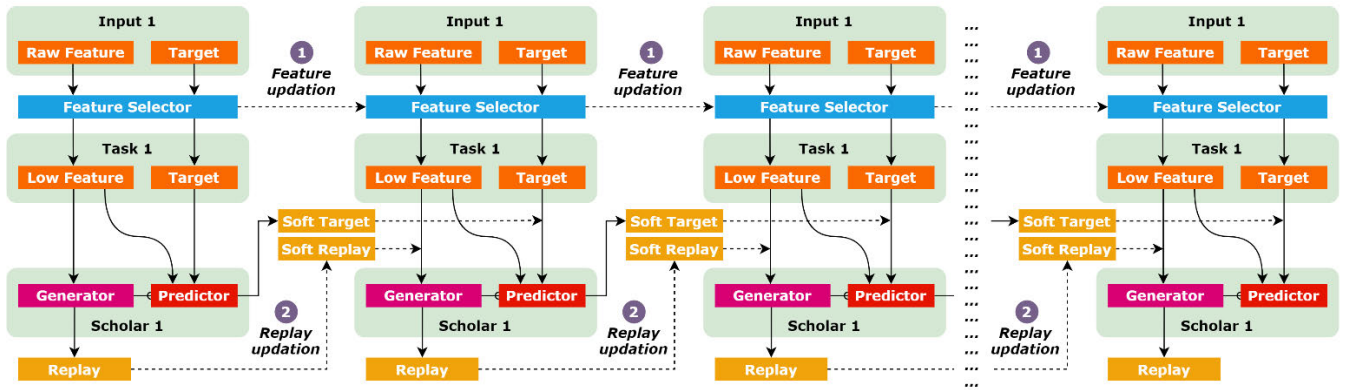 Input 1
Input 1
Input 1
...
Input 1
Raw Feature
Target
1
Raw Feature
Target
1
Raw Feature
Target
1
Raw Feature
Target
Feature
updation
Feature
updation
Feature
updation
Feature Selector
Feature Selector
Feature Selector
Feature Selector
Task 1
Task 1
Task 1
Task 1
Low Feature
Target
Low Feature
Target
Low Feature
Target
Low Feature
Target
Soft Target
Soft Target
Soft Target
Soft Replay
Soft Replay
Soft Replay
Generator
Predictor
Generator
Predictor
Generator
Predictor
Generator
Predictor
2
2
2
Scholar 1
Scholar 1
Scholar 1
Scholar 1
Replay
updation
Replay
updation
Replay
updation
Replay
Replay
Replay
Replay